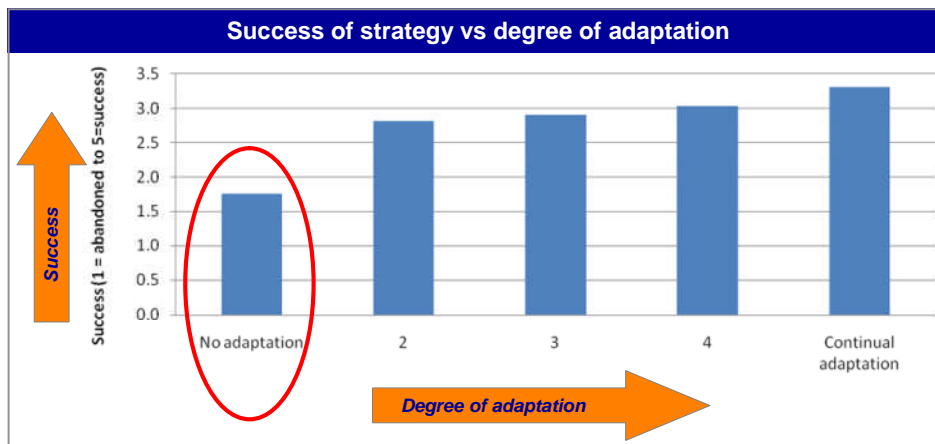 Success of strategy vs degree of adaptation
Success
Success (1 = abandoned to 5=success)
3.5
3.0
2.5
2.0
1.5
1.0
0.5
0.0
No adaptation
2
3
4
Continual
adaptation
Degree of adaptation